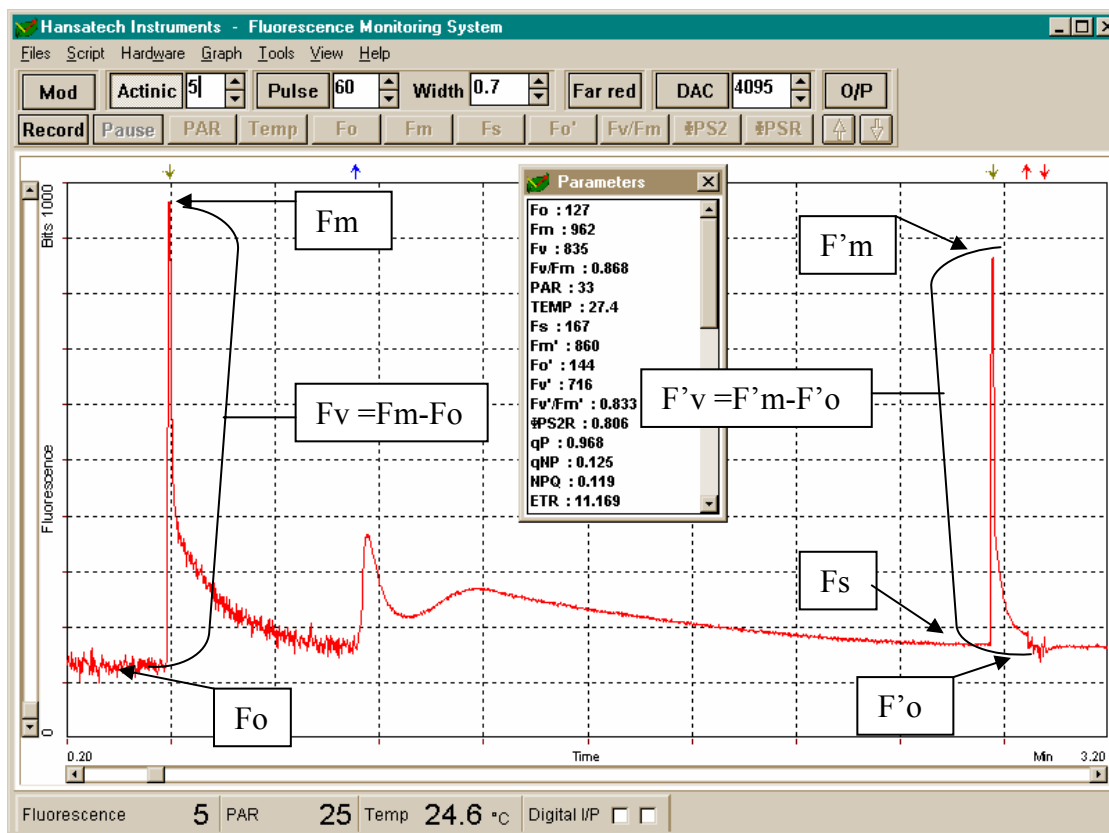 Hansatech Instruments - Fluorescence Monitoring System
Files Script Hardware Graph Tools View Help
Mod Actinic 5 Pulse 60 Width 0.7 Far red DAC 4095 O/P
Record Pause PAR Temp Fo Fm Fs Fo' Fv/Fm ΦPS2 ΦPSR
Bits 1000
Fluorescence
0
Fm
Fv =Fm-Fo
Fo
Parameters
Fo : 127
Fm : 962
Fv : 835
Fv/Fm : 0.868
PAR : 33
TEMP : 27.4
Fs : 167
Fm' : 860
Fo' : 144
Fv' : 716
Fv'/Fm' : 0.833
ΦPS2R : 0.806
qP : 0.968
qNP : 0.125
NPQ : 0.119
ETR : 11.169
F’m
F’v =F’m-F’o
Fs
F’o
0.20 Time Min 3.20
Fluorescence 5 PAR 25 Temp 24.6 °C Digital I/P